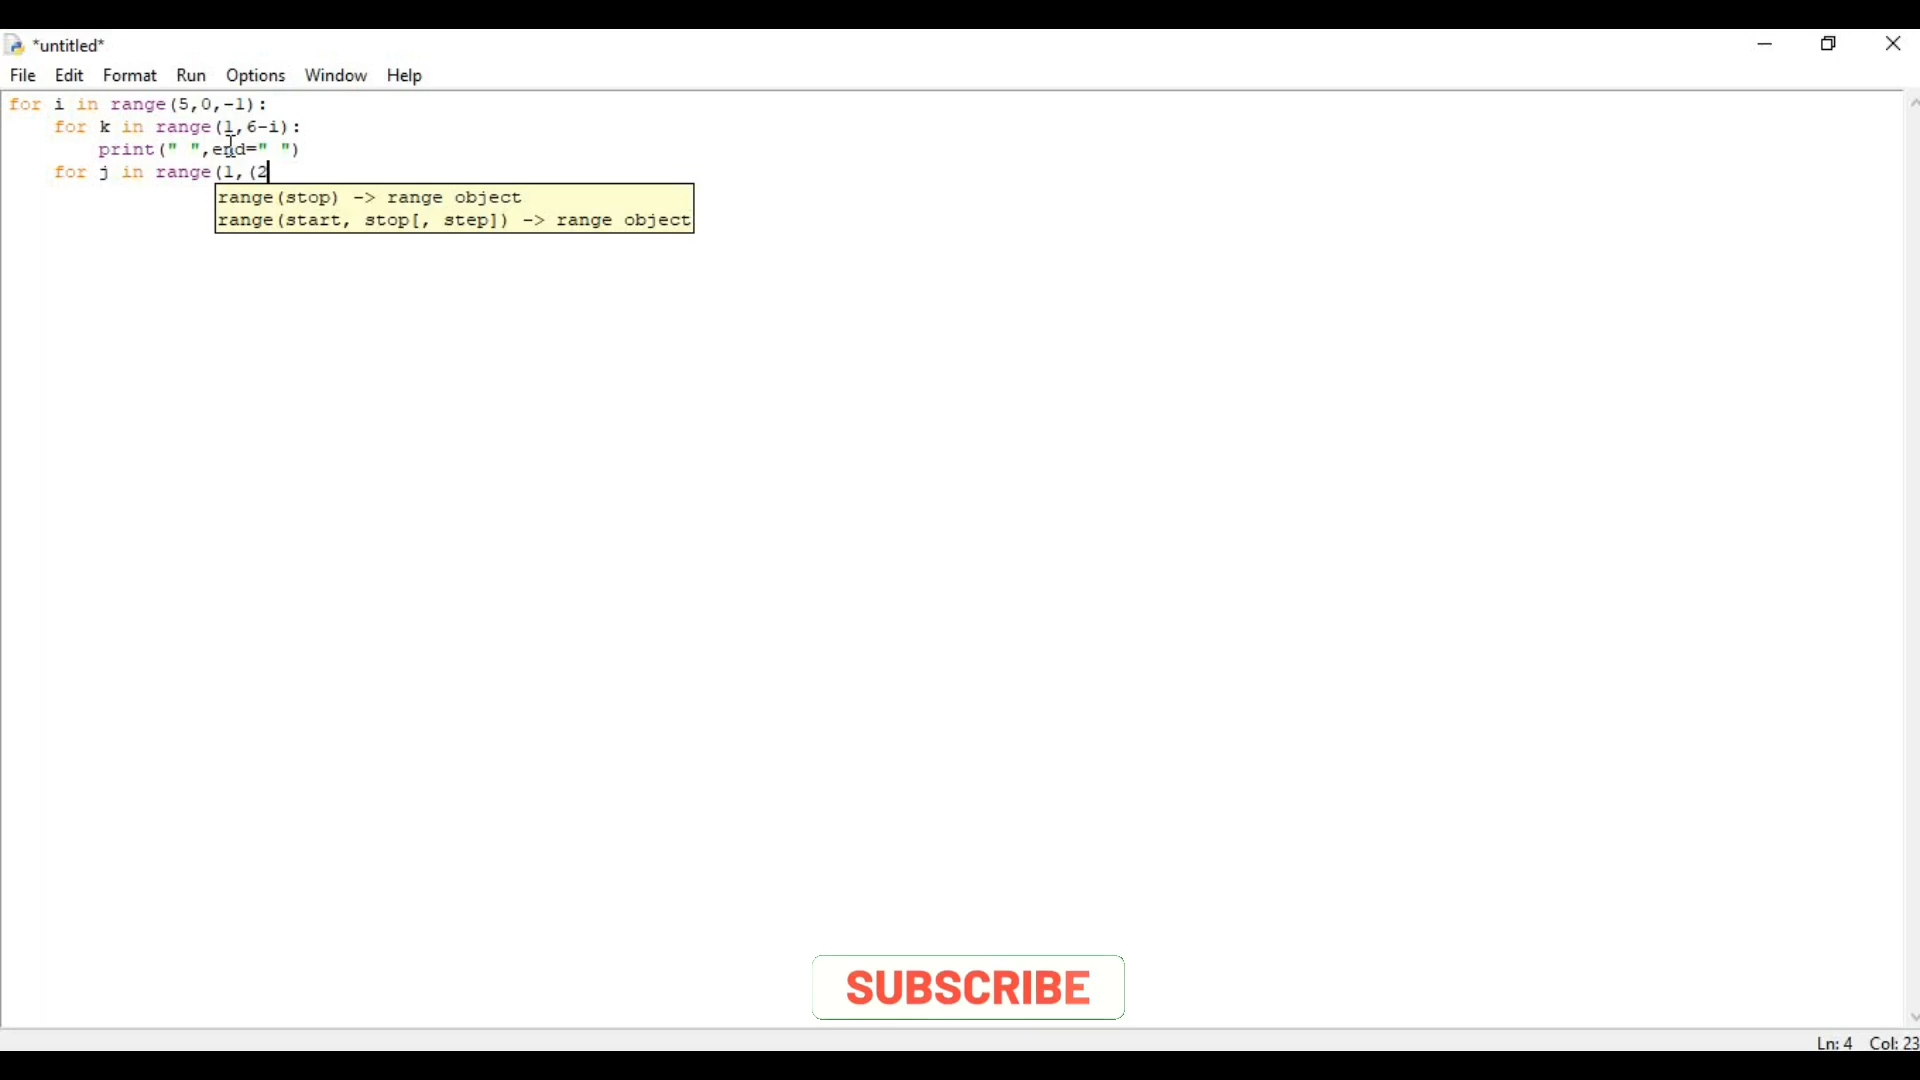 *untitled*
File Edit Format Run Options Window Help
for i in range(5,0,-1):
    for k in range(1,6-i):
        print(" ",end=" ")
    for j in range(1,(2
range(stop) -> range object
range(start, stop[, step]) -> range object
SUBSCRIBE
Ln: 4 Col: 23